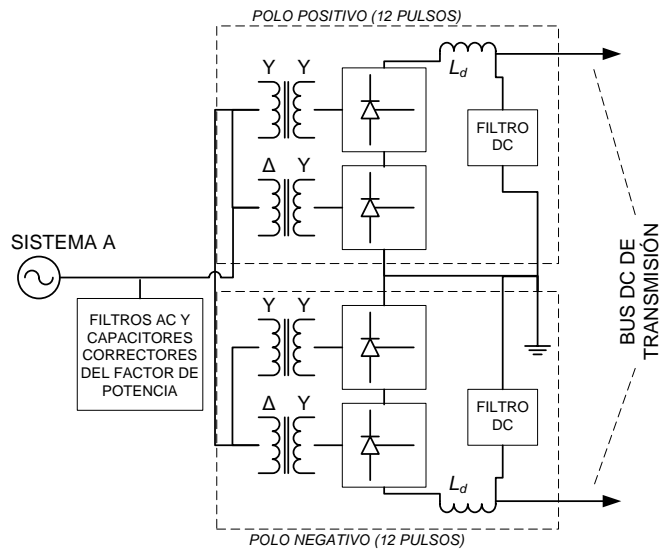 POLO POSITIVO (12 PULSOS)
Y Y
L_d
FILTRO
DC
Δ Y
SISTEMA A
FILTROS AC Y
CAPACITORES
CORRECTORES
DEL FACTOR DE
POTENCIA
Y Y
Δ Y
FILTRO
DC
L_d
BUS DC DE
TRANSMISIÓN
POLO NEGATIVO (12 PULSOS)